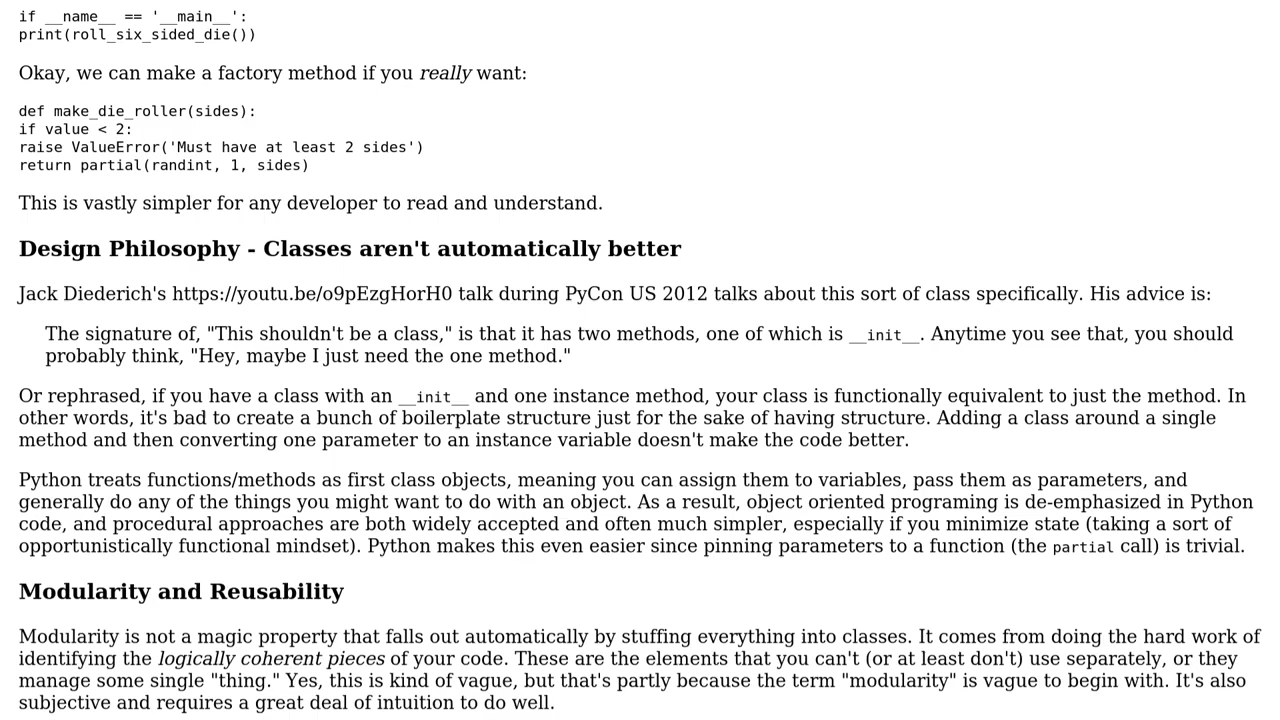 if __name__ == '__main__':
print(roll_six_sided_die())
Okay, we can make a factory method if you really want:
def make_die_roller(sides):
if value < 2:
raise ValueError('Must have at least 2 sides')
return partial(randint, 1, sides)
This is vastly simpler for any developer to read and understand.
Design Philosophy - Classes aren't automatically better
Jack Diederich's https://youtu.be/o9pEzgHorH0 talk during PyCon US 2012 talks about this sort of class specifically. His advice is:
The signature of, "This shouldn't be a class," is that it has two methods, one of which is __init__. Anytime you see that, you should
probably think, "Hey, maybe I just need the one method."
Or rephrased, if you have a class with an __init__ and one instance method, your class is functionally equivalent to just the method. In
other words, it's bad to create a bunch of boilerplate structure just for the sake of having structure. Adding a class around a single
method and then converting one parameter to an instance variable doesn't make the code better.
Python treats functions/methods as first class objects, meaning you can assign them to variables, pass them as parameters, and
generally do any of the things you might want to do with an object. As a result, object oriented programing is de-emphasized in Python
code, and procedural approaches are both widely accepted and often much simpler, especially if you minimize state (taking a sort of
opportunistically functional mindset). Python makes this even easier since pinning parameters to a function (the partial call) is trivial.
Modularity and Reusability
Modularity is not a magic property that falls out automatically by stuffing everything into classes. It comes from doing the hard work of
identifying the logically coherent pieces of your code. These are the elements that you can't (or at least don't) use separately, or they
manage some single "thing." Yes, this is kind of vague, but that's partly because the term "modularity" is vague to begin with. It's also
subjective and requires a great deal of intuition to do well.